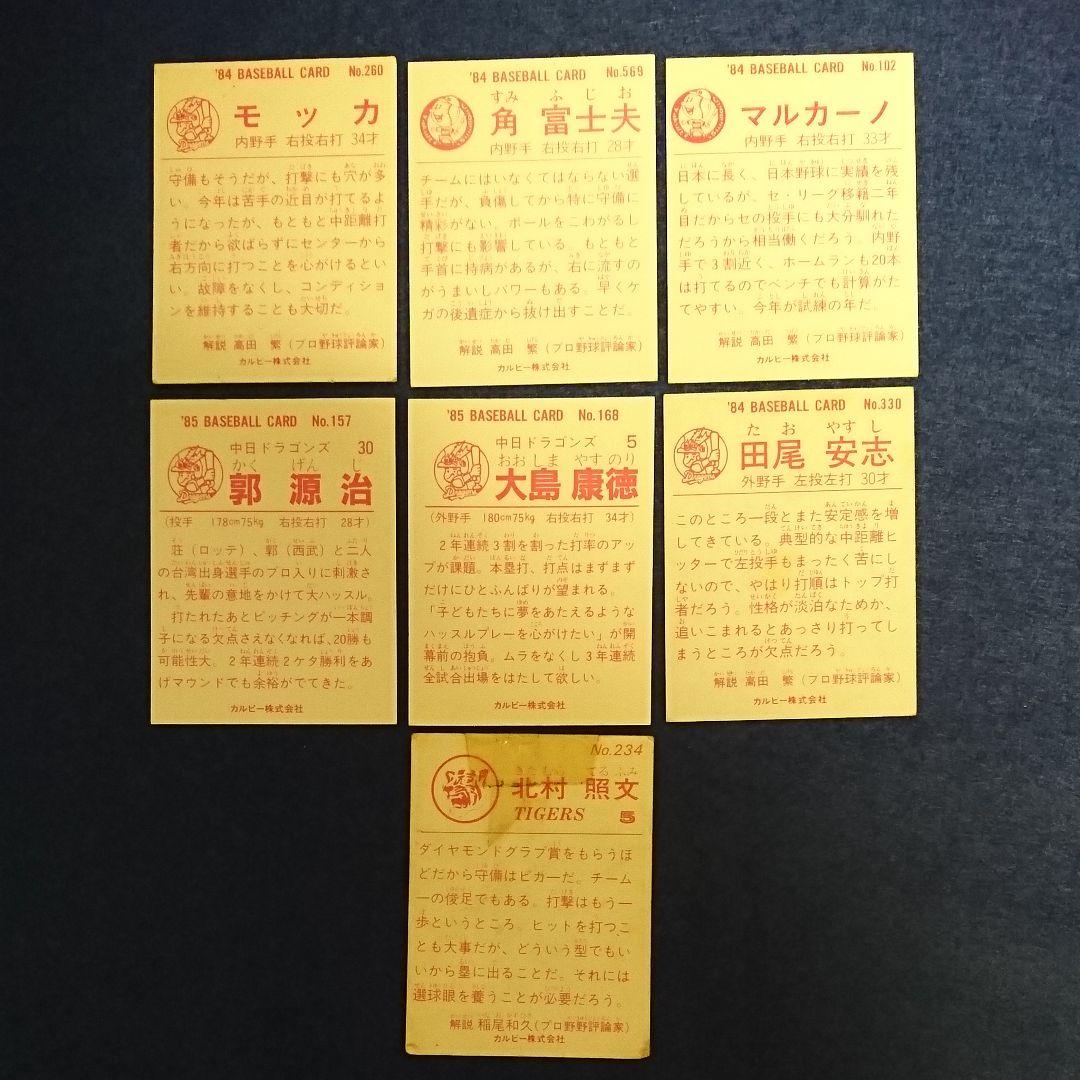 '84 BASEBALL CARD No.260
モッカ
内野手 右投右打 34才
守備もそうだが、打撃にも穴が多
い。今年は苦手の近目が打てるよ
うになったが、もともと中距離打
者だから欲ばらずにセンターから
右方向に打つことを心がけるとい
い。故障をなくし、コンディショ
ンを維持することも大切だ。
解説 高田 繁(プロ野球評論家)
カルビー株式会社
'84 BASEBALL CARD No.569
すみ ふじお
角 富士夫
内野手 右投右打 28才
チームにはいなくてはならない選
手だが、負傷してから特に守備に
精彩がない。ボールをこわがるし
打撃にも影響している。もともと
手首に持病があるが、右に流すの
がうまいしパワーもある。早くケ
ガの後遺症から抜け出すことだ。
解説 高田 繁(プロ野球評論家)
カルビー株式会社
'84 BASEBALL CARD No.102
マルカーノ
内野手 右投右打 33才
日本に長く、日本野球に実績を残
しているが、セ・リーグ移籍二年
目だからセの投手にも大分馴れた
だろうから相当働くだろう。内野
手で3割近く、ホームランも20本
は打てるのでベンチでも計算がた
てやすい。今年が試練の年だ。
解説 高田 繁(プロ野球評論家)
カルビー株式会社
'85 BASEBALL CARD No.157
中日ドラゴンズ 30
かく げんじ
郭 源治
(投手 178cm75kg 右投右打 28才)
荘(ロッテ)、郭(西武)と二人
の台湾出身選手のプロ入りに刺激さ
れ、先輩の意地をかけて大ハッスル。
打たれたあとピッチングが一本調
子になる欠点さえなくなれば、20勝も
可能性大。2年連続2ケタ勝利をあ
げマウンドでも余裕がでてきた。
カルビー株式会社
'85 BASEBALL CARD No.168
中日ドラゴンズ 5
おおしま やすのり
大島 康徳
(外野手 180cm75kg 右投右打 34才)
2年連続3割を割った打率のアッ
プが課題。本塁打、打点はまずまず
だけにひとふんばりが望まれる。
「子どもたちに夢をあたえるような
ハッスルプレーを心がけたい」が開
幕前の抱負。ムラをなくし3年連続
全試合出場をはたして欲しい。
カルビー株式会社
'84 BASEBALL CARD No.330
たお やすし
田尾 安志
外野手 左投左打 30才
このところ一段とまた安定感を増
してきている。典型的な中距離ヒ
ッターで左投手もまったく苦にし
ないので、やはり打順はトップ打
者だろう。性格が淡泊なためか、
追いこまれるとあっさり打ってし
まうところが欠点だろう。
解説 高田 繁(プロ野球評論家)
カルビー株式会社
No.234
てるふみ
北村 照文
TIGERS 5
ダイヤモンドグラブ賞をもらうほ
どだから守備はピカ一だ。チーム
一の俊足でもある。打撃はもう一
歩というところ。ヒットを打つこ
とも大事だが、どういう型でもい
いから塁に出ることだ。それには
選球眼を養うことが必要だろう。
解説 稲尾和久(プロ野野評論家)
カルビー株式会社